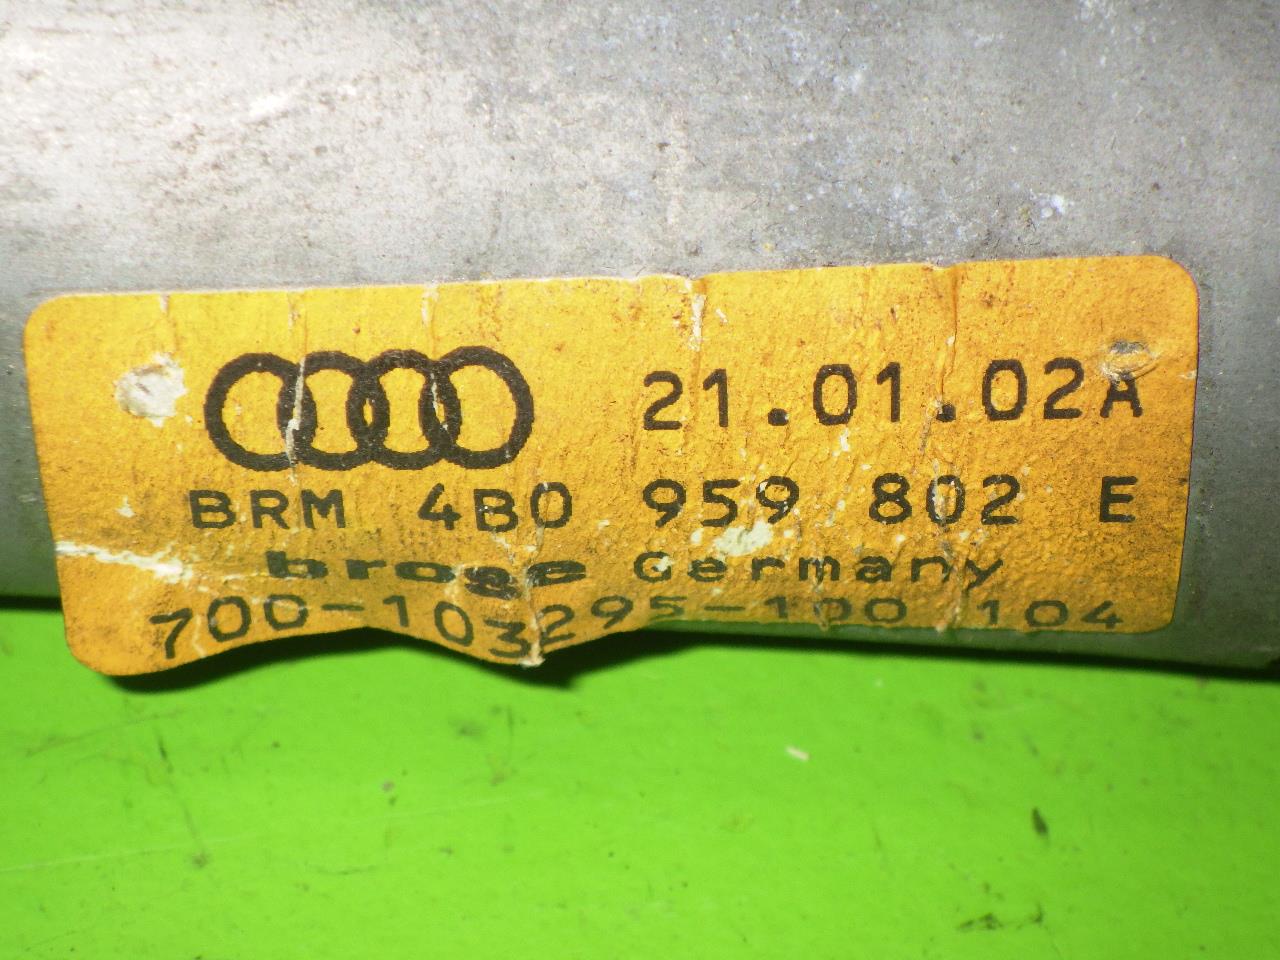 21.01.02A
BRM 4B0 959 802 E
brose Germany
700-103295-100 104